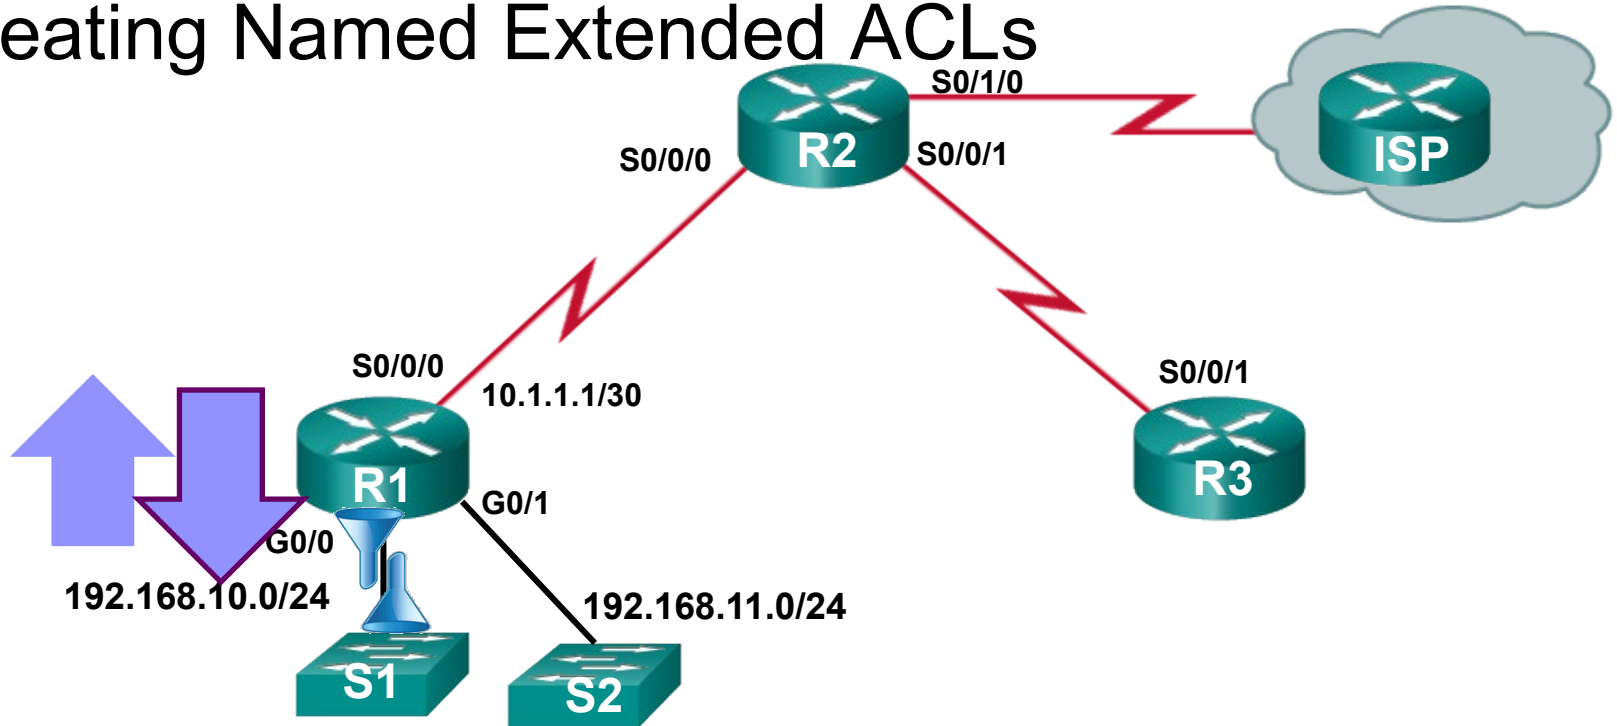 eating Named Extended ACLs
S0/1/0
R2
ISP
S0/0/0
S0/0/1
S0/0/0
10.1.1.1/30
S0/0/1
R1
R3
G0/1
G0/0
192.168.10.0/24
192.168.11.0/24
S1
S2